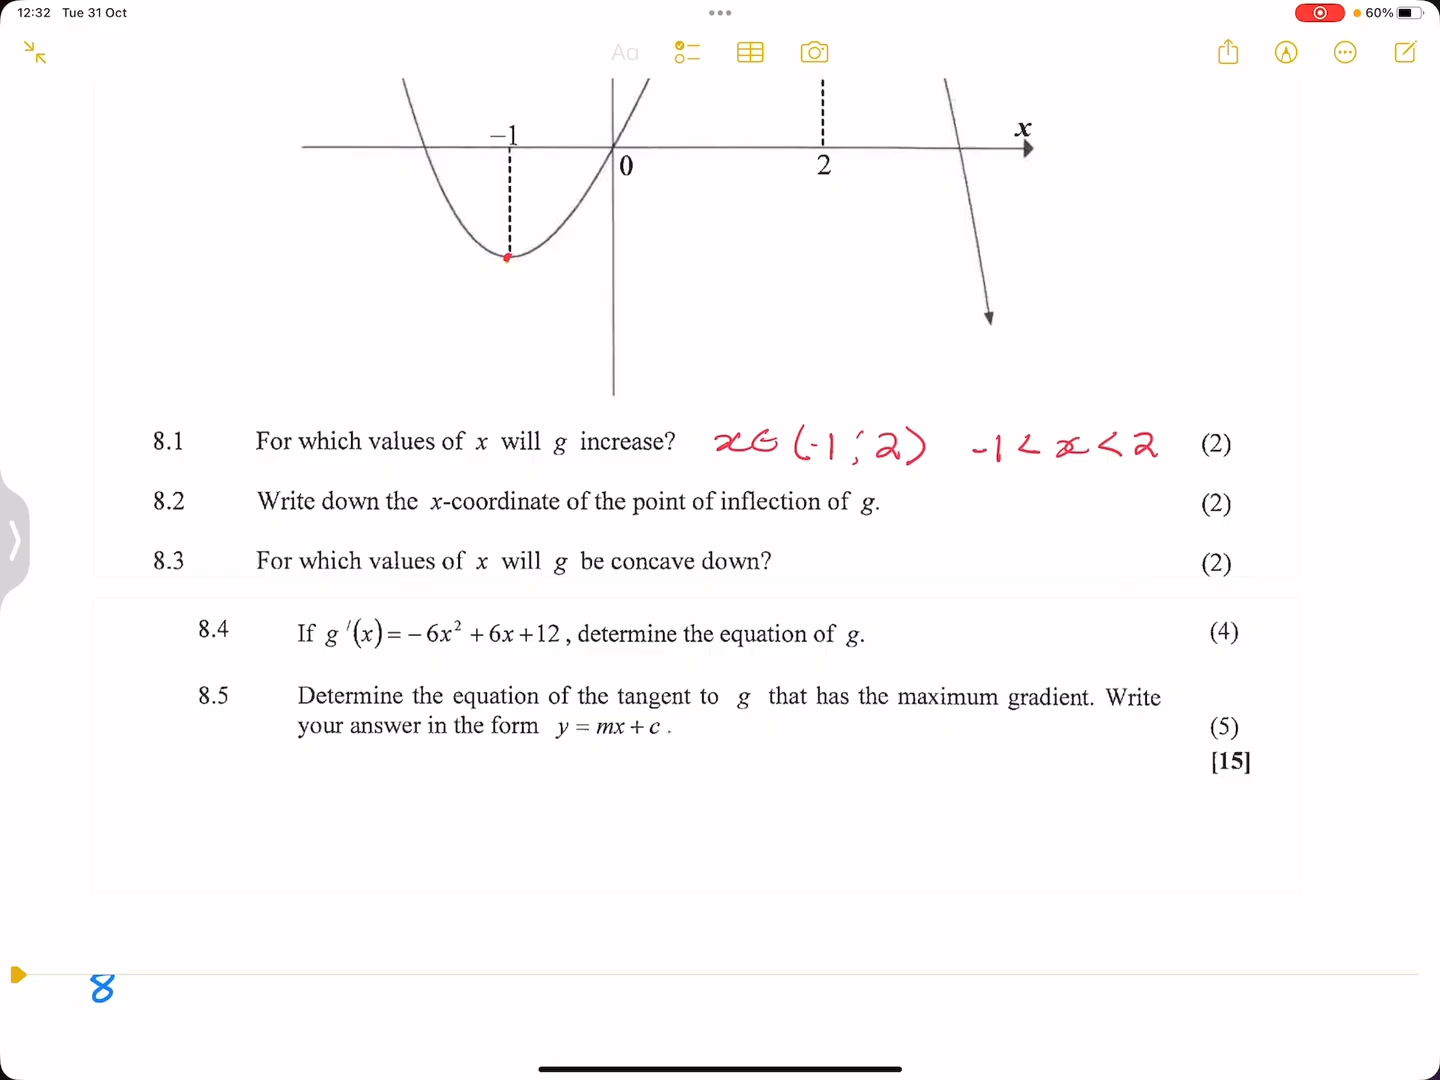 12:32 Tue 31 Oct
60%
Aa
−1
x
0
2
8.1 For which values of x will g increase? x∈(-1;2) -1<x<2 (2)
8.2 Write down the x-coordinate of the point of inflection of g. (2)
8.3 For which values of x will g be concave down? (2)
8.4 If g ′(x)= − 6x² + 6x + 12 , determine the equation of g. (4)
8.5 Determine the equation of the tangent to g that has the maximum gradient. Write
your answer in the form y = mx + c . (5)
[15]
8